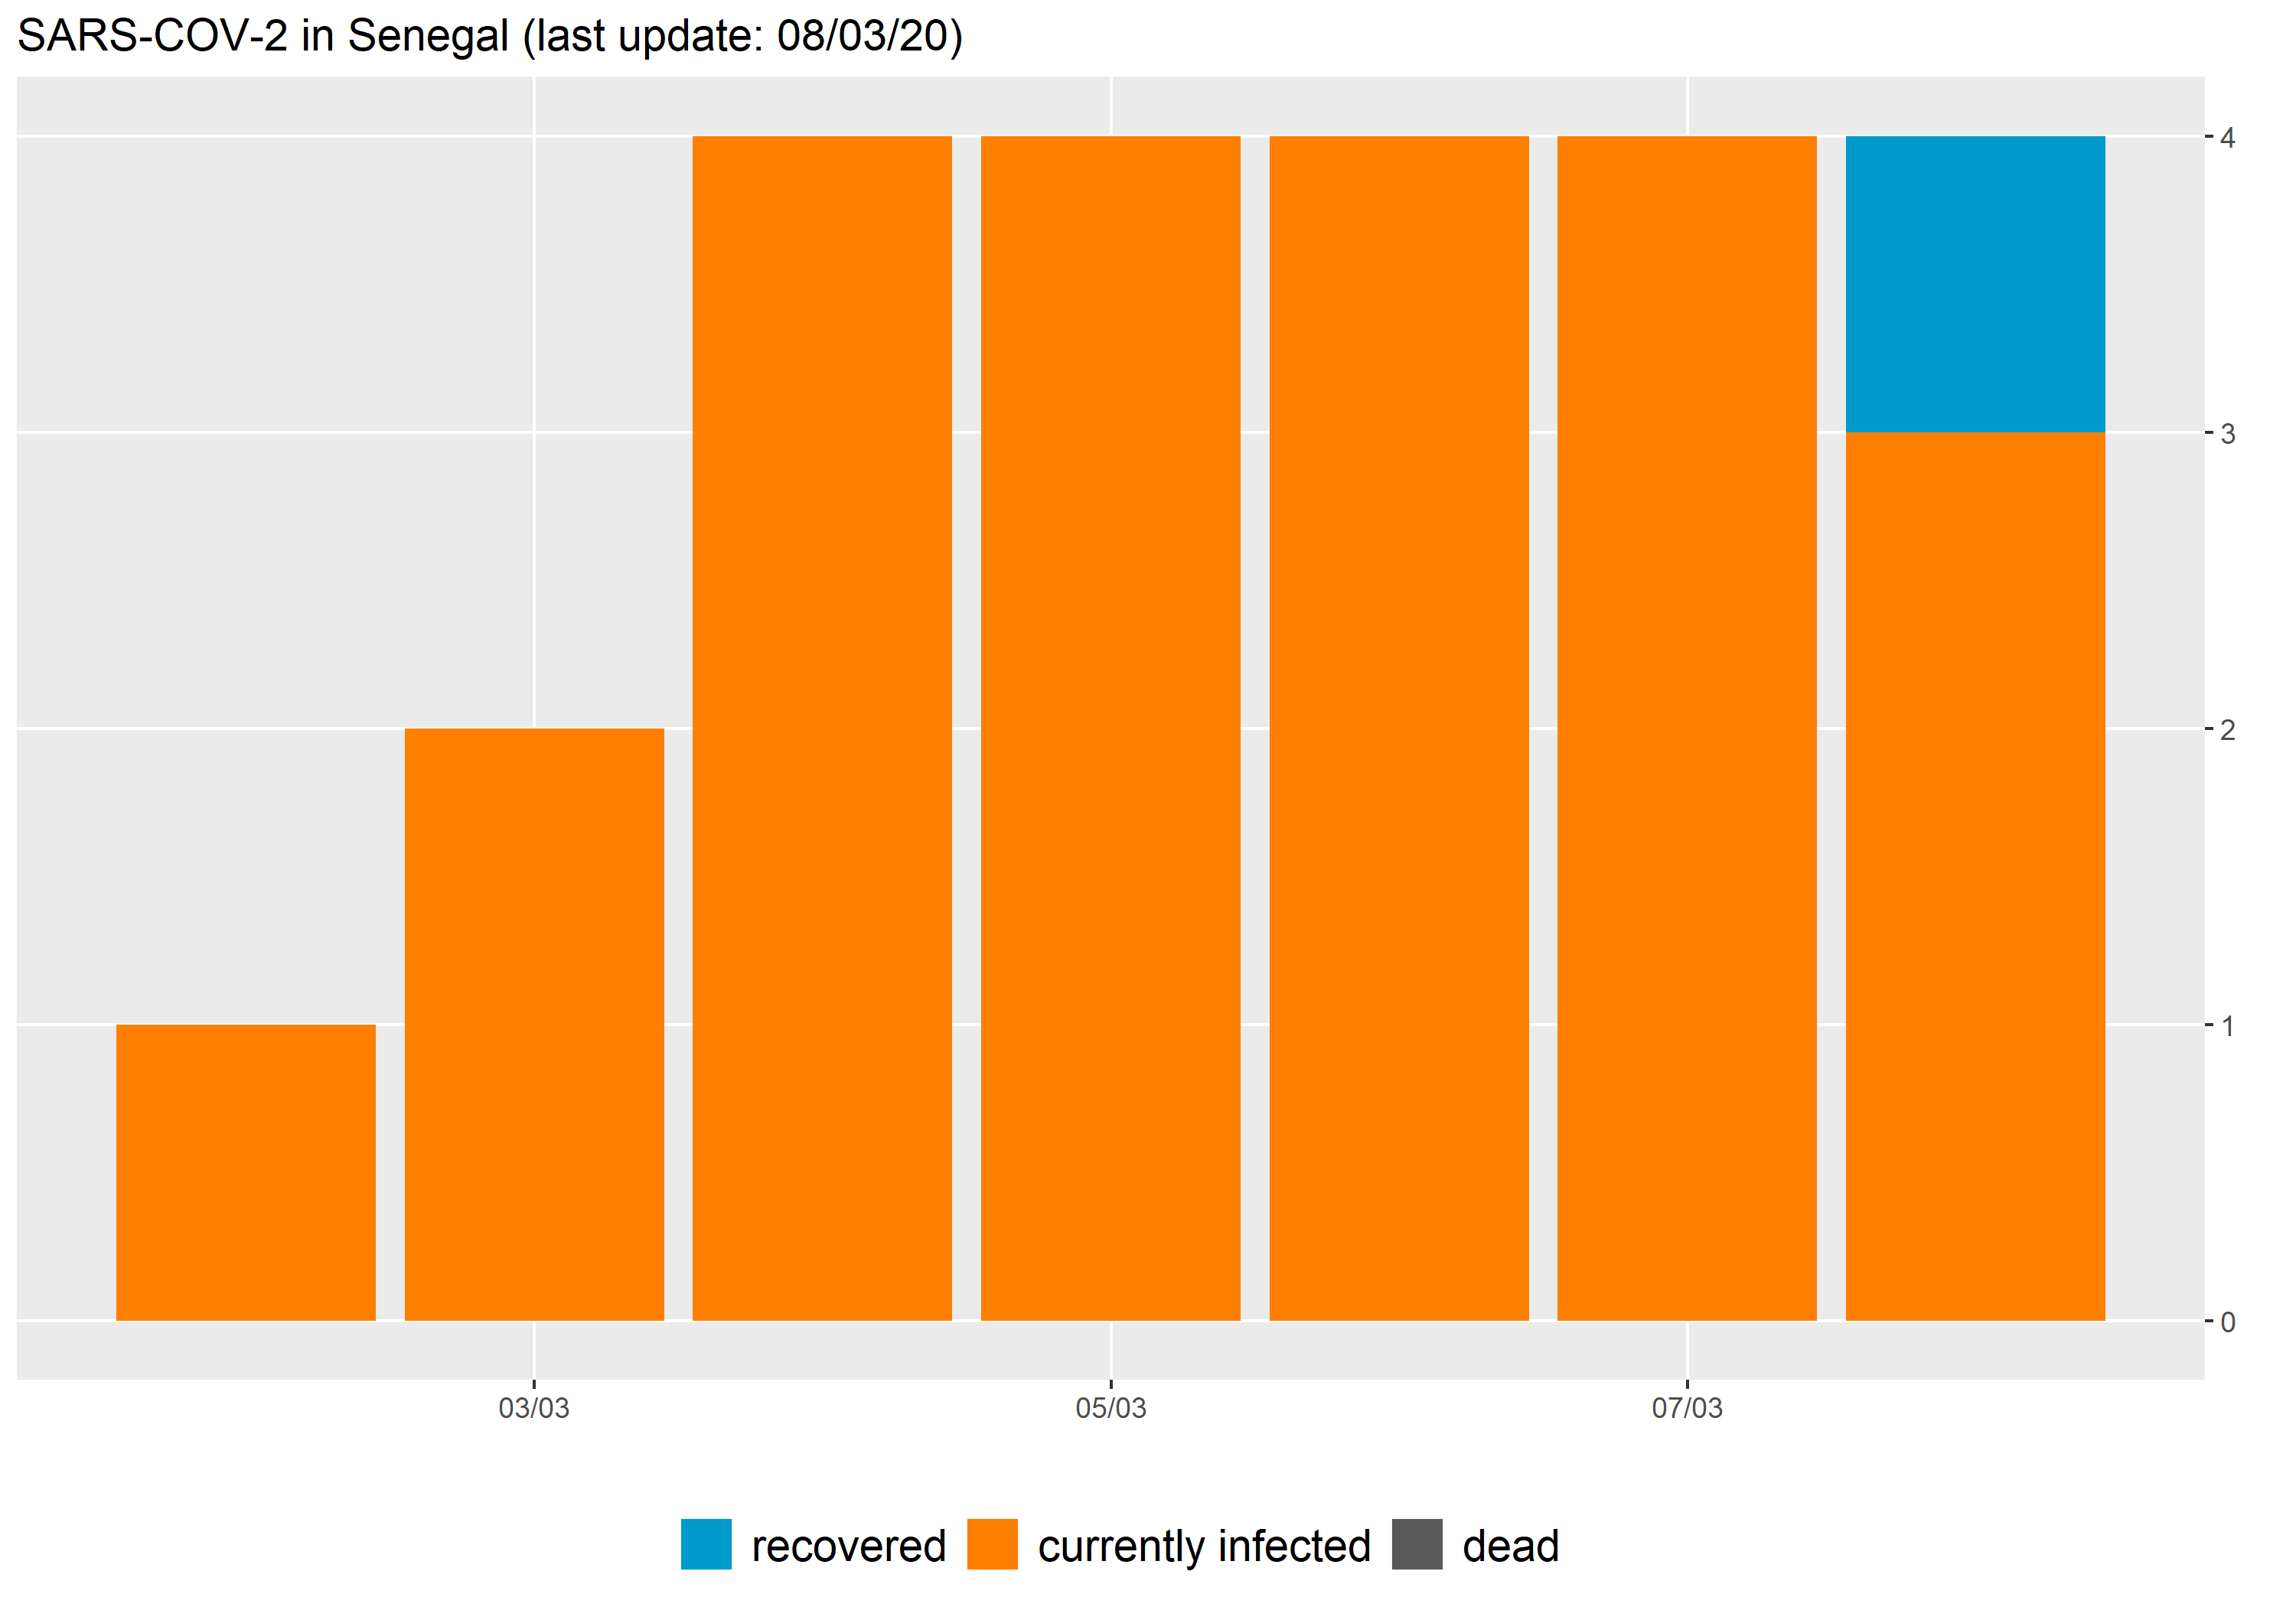 SARS-COV-2 in Senegal (last update: 08/03/20)
4
3
2
1
0
03/03 05/03 07/03
recovered currently infected dead